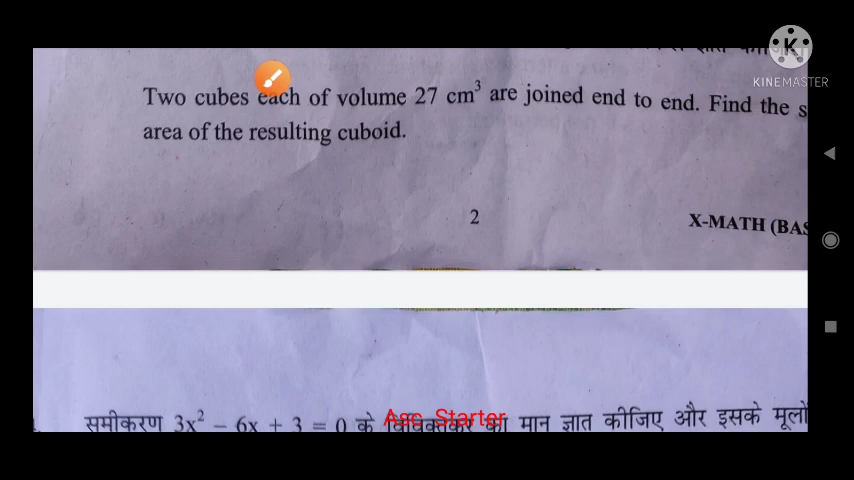 KINEMASTER
Two cubes each of volume 27 cm³ are joined end to end. Find the s
area of the resulting cuboid.
2
X-MATH (BAS
समीकरण 3x² − 6x + 3 = 0 के का मान ज्ञात कीजिए और इसके मूलों
Asc Starter